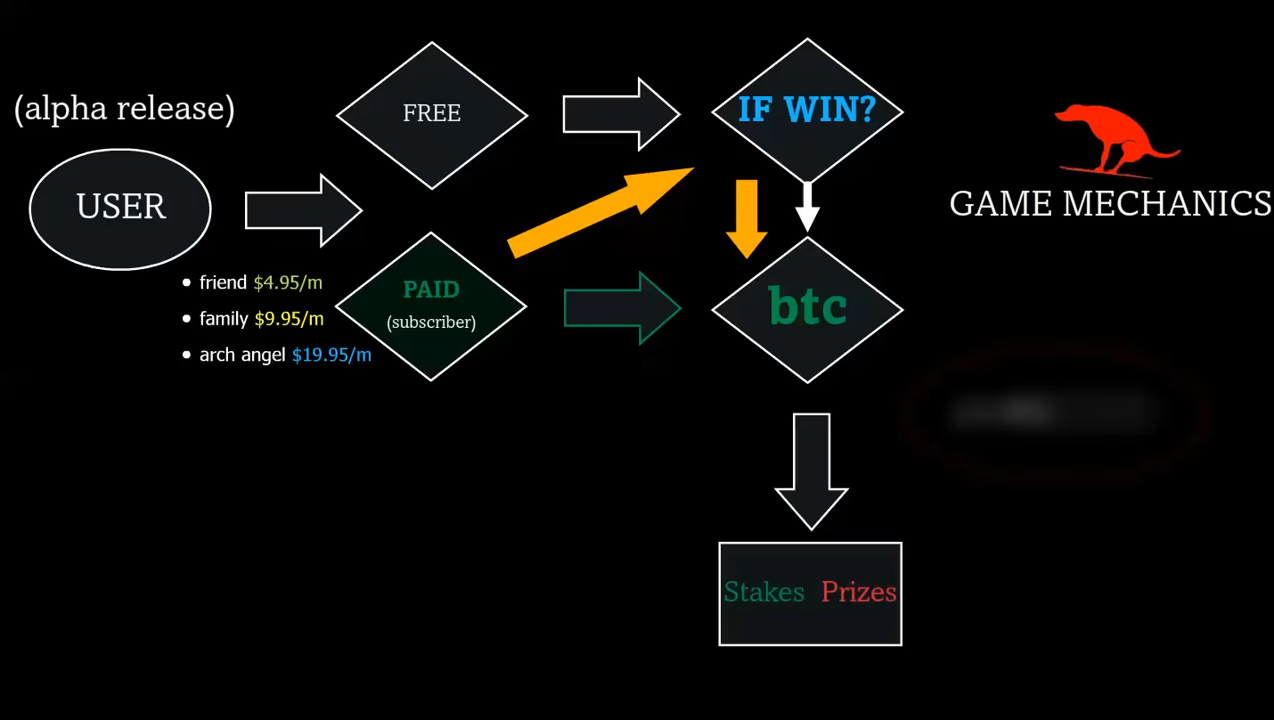 (alpha release)
USER
FREE
IF WIN?
GAME MECHANICS
PAID
(subscriber)
• friend $4.95/m
• family $9.95/m
• arch angel $19.95/m
btc
Stakes Prizes